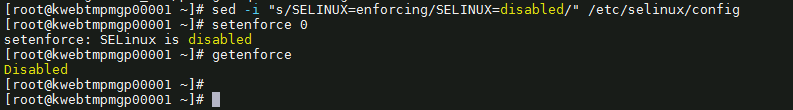 [root@kwebtmpmgp00001 ~]# sed -i "s/SELINUX=enforcing/SELINUX=disabled/" /etc/selinux/config
[root@kwebtmpmgp00001 ~]# setenforce 0
setenforce: SELinux is disabled
[root@kwebtmpmgp00001 ~]# getenforce
Disabled
[root@kwebtmpmgp00001 ~]#
[root@kwebtmpmgp00001 ~]#